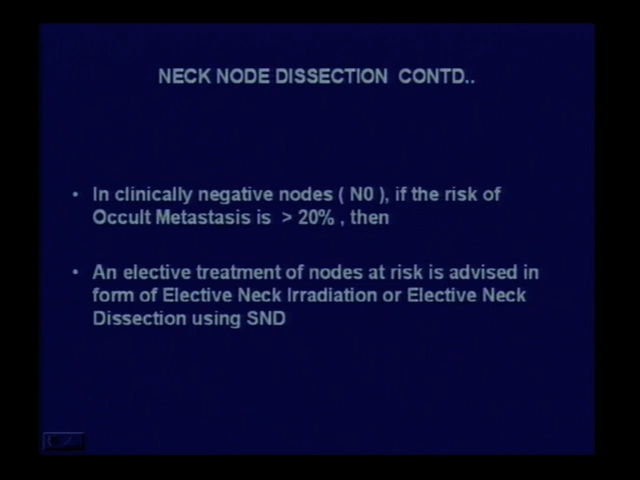 NECK NODE DISSECTION CONTD..
• In clinically negative nodes ( N0 ), if the risk of
Occult Metastasis is > 20% , then
• An elective treatment of nodes at risk is advised in
form of Elective Neck Irradiation or Elective Neck
Dissection using SND